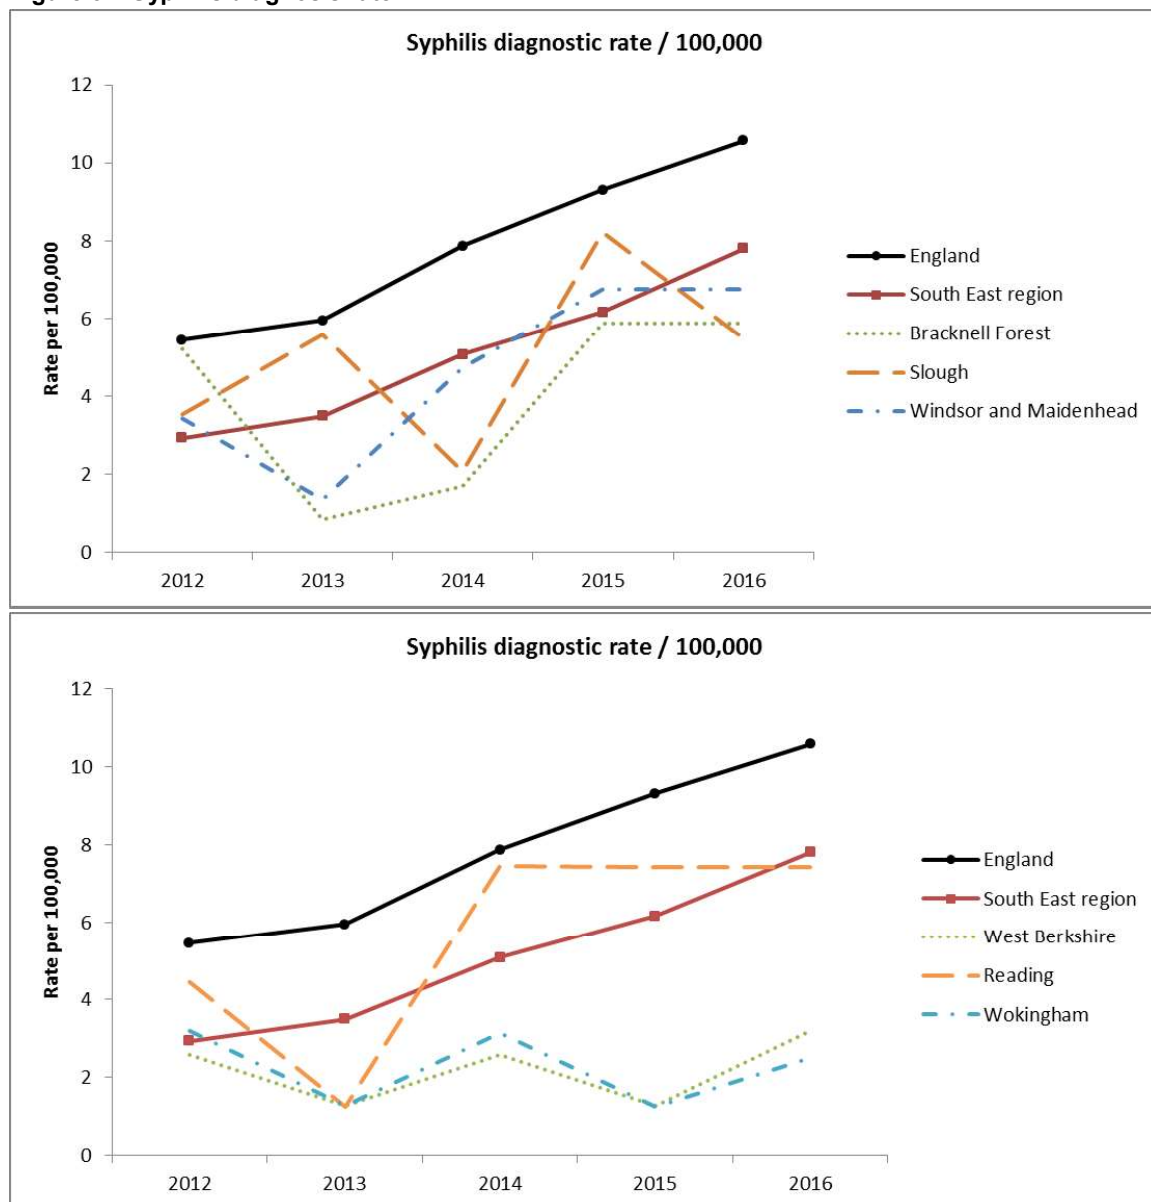 Syphilis diagnostic rate / 100,000
12
10
8
6
4
2
0
Rate per 100,000
2012 2013 2014 2015 2016
England
South East region
Bracknell Forest
Slough
Windsor and Maidenhead
Syphilis diagnostic rate / 100,000
12
10
8
6
4
2
0
Rate per 100,000
2012 2013 2014 2015 2016
England
South East region
West Berkshire
Reading
Wokingham